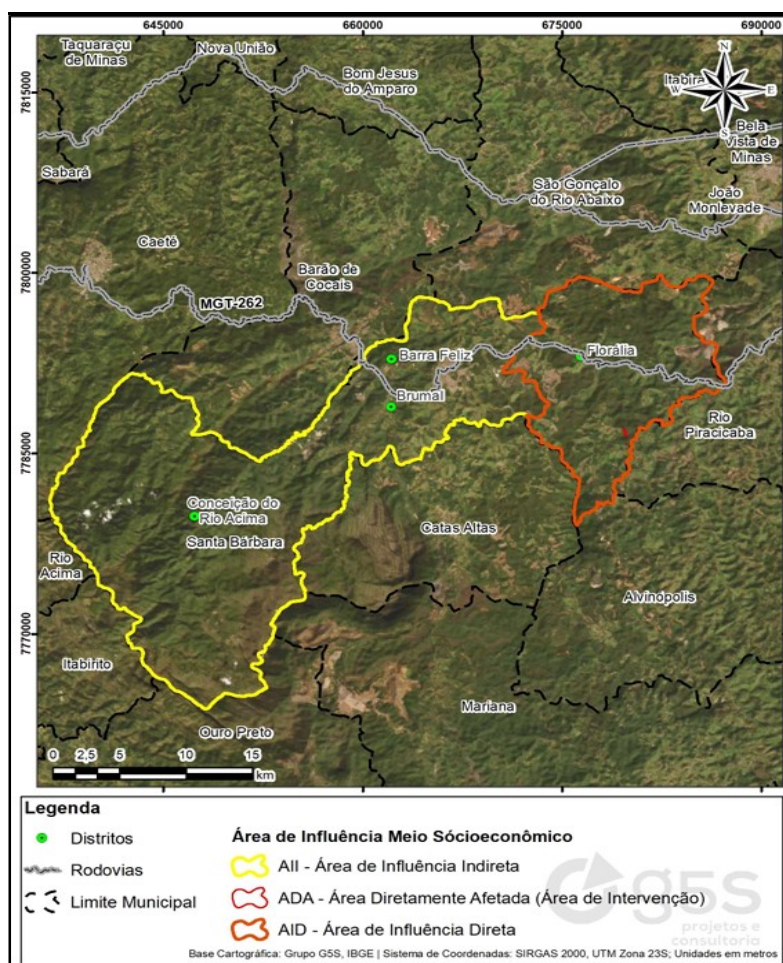 645000
660000
675000
690000
Taquaraçu
de Minas
Nova União
Bom Jesus
do Amparo
Itabira
N
W
E
S
7815000
Bela
Vista de
Minas
Sabará
São Gonçalo
do Rio Abaixo
João
Monlevade
Caeté
7800000
Barão de
Cocais
MGT-262
Barra Feliz
Florália
Brumal
Rio
Piracicaba
7785000
Conceição do
Rio Acima
Santa Bárbara
Catas Altas
Rio
Acima
Alvinópolis
7770000
Itabirito
Mariana
Ouro Preto
0 2,5 5 10 15
km
Legenda
Distritos
Rodovias
Limite Municipal
Área de Influência Meio Sócioeconômico
AII - Área de Influência Indireta
ADA - Área Diretamente Afetada (Área de Intervenção)
AID - Área de Influência Direta
g5S
projetos e
consultoria
Base Cartográfica: Grupo G5S, IBGE | Sistema de Coordenadas: SIRGAS 2000, UTM Zona 23S; Unidades em metros